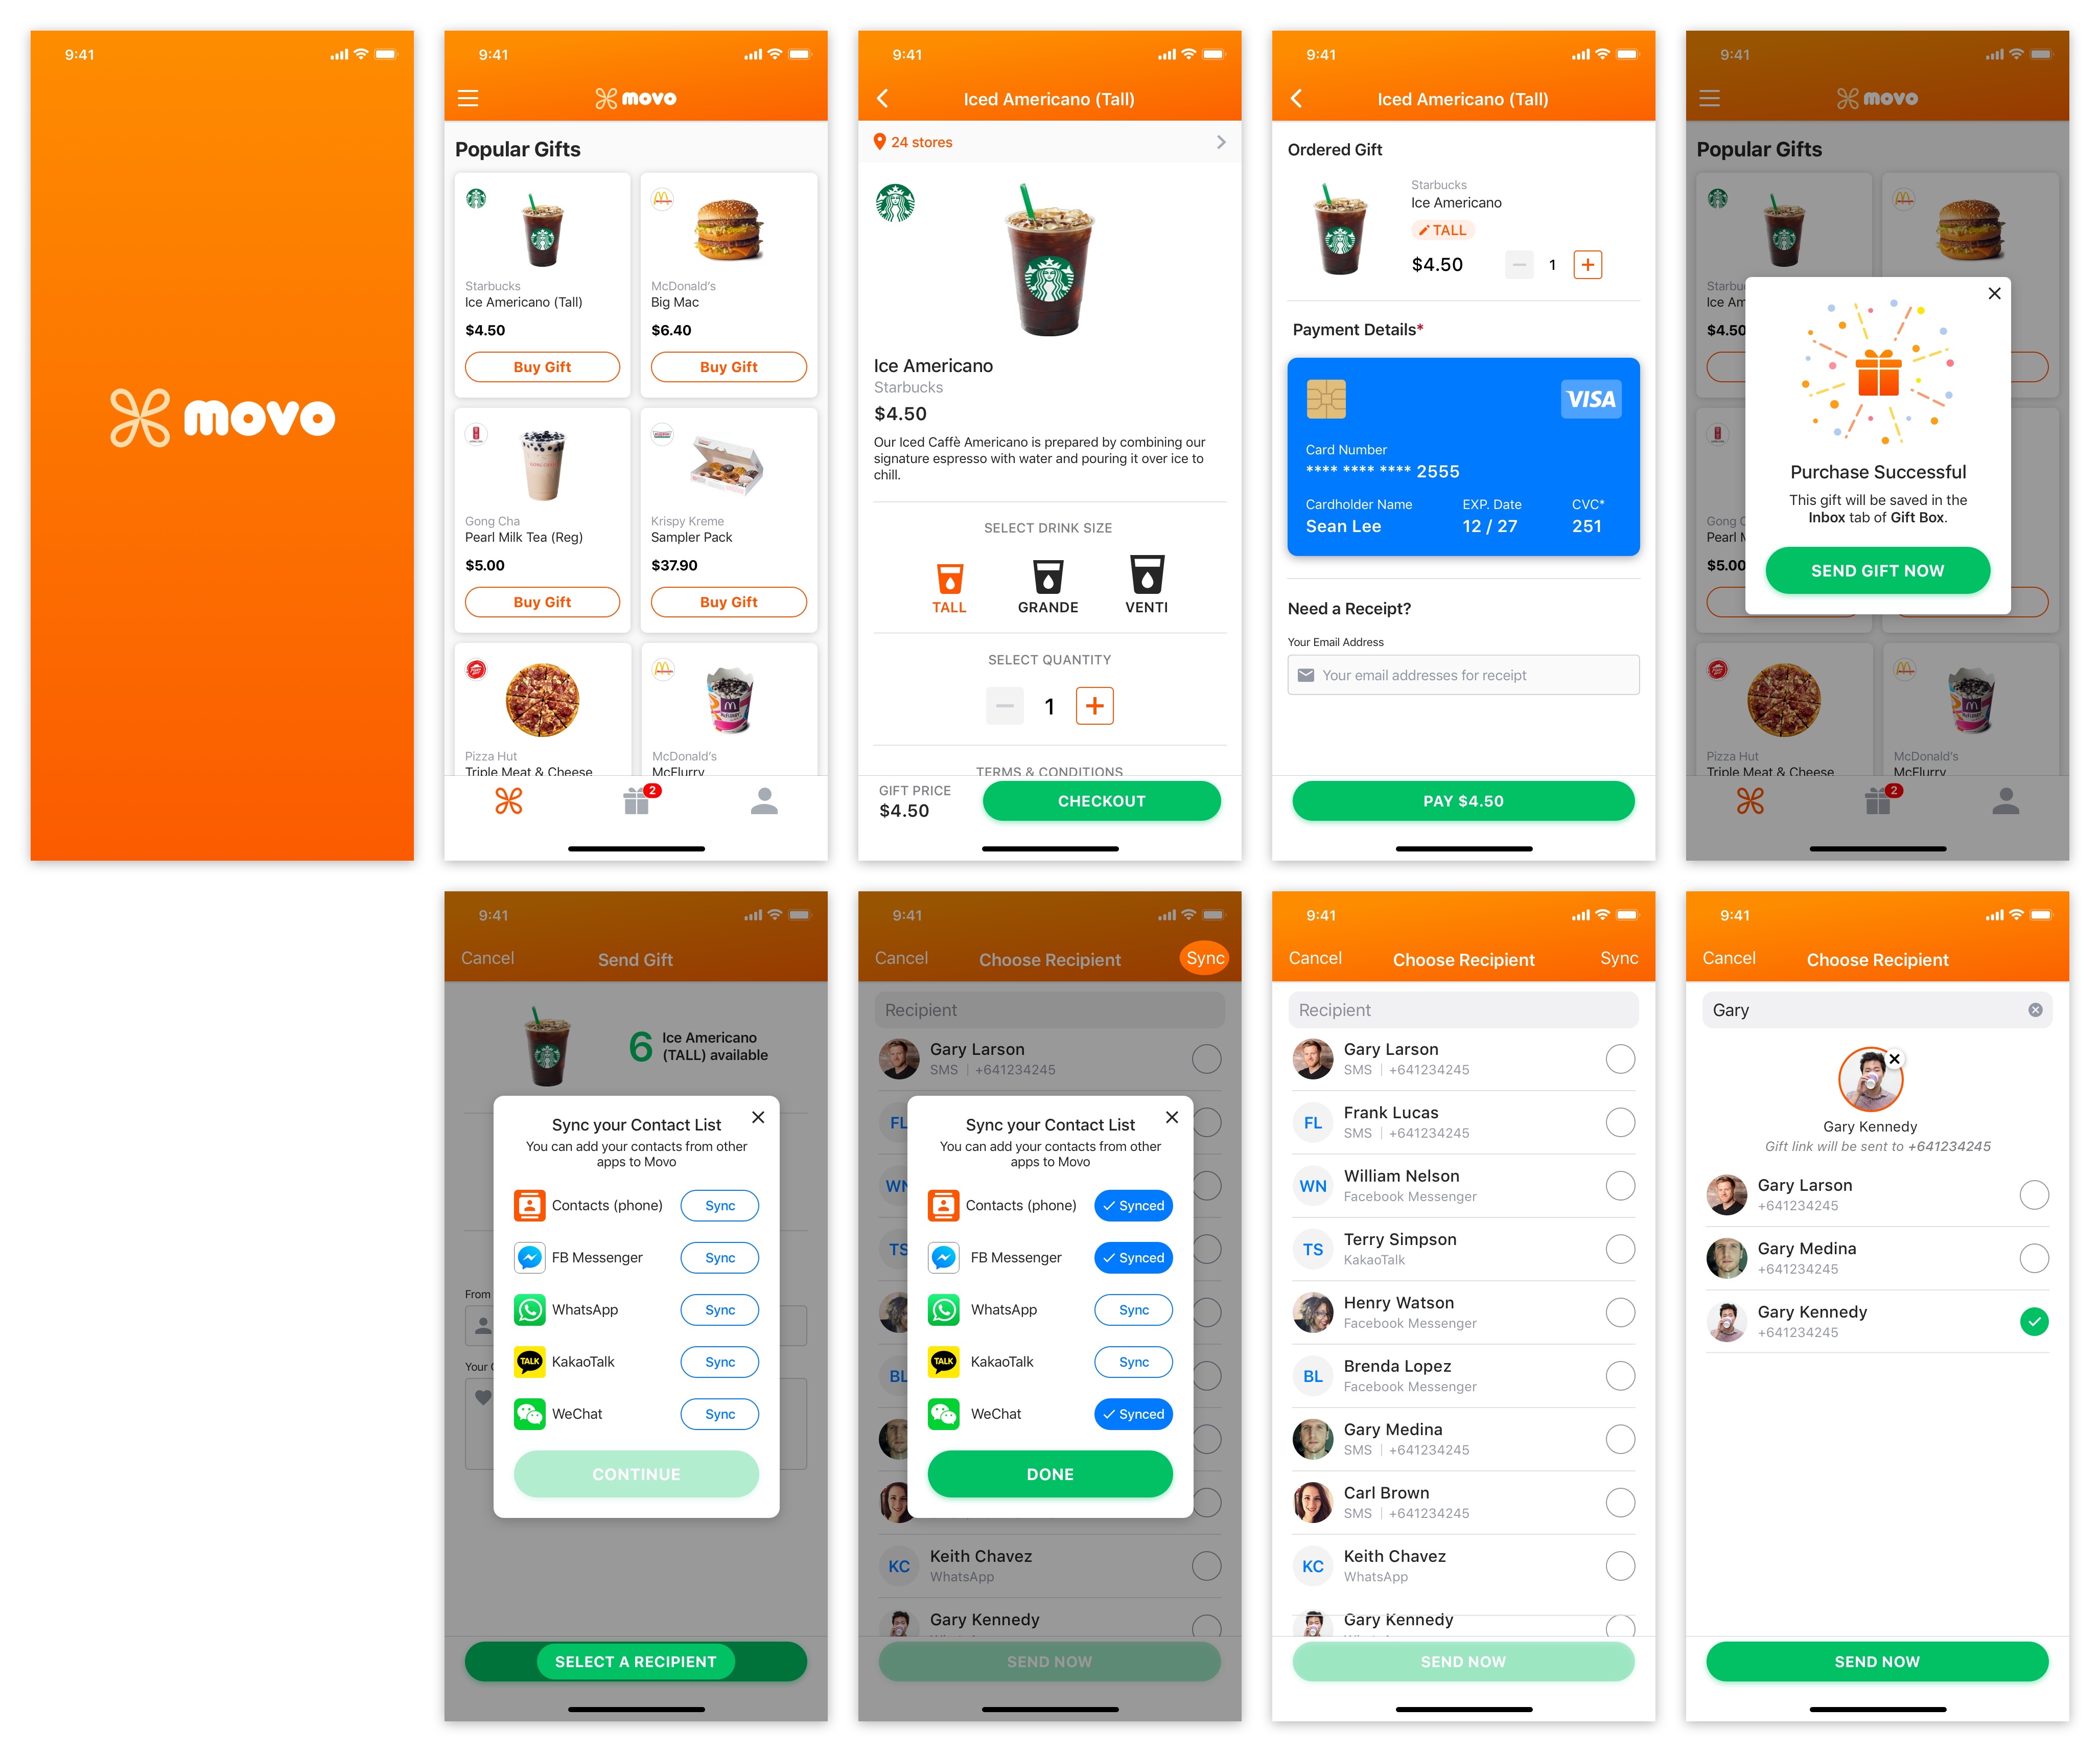 9:41
movo
9:41
movo
Popular Gifts
Starbucks
Ice Americano (Tall)
$4.50
Buy Gift
McDonald's
Big Mac
$6.40
Buy Gift
Gong Cha
Pearl Milk Tea (Reg)
$5.00
Buy Gift
Krispy Kreme
Sampler Pack
$37.90
Buy Gift
Pizza Hut
Triple Meat & Cheese
McDonald's
McFlurry
2
9:41
Iced Americano (Tall)
24 stores
Ice Americano
Starbucks
$4.50
Our Iced Caffè Americano is prepared by combining our
signature espresso with water and pouring it over ice to
chill.
SELECT DRINK SIZE
TALL
GRANDE
VENTI
SELECT QUANTITY
1
TERMS & CONDITIONS
GIFT PRICE
$4.50
CHECKOUT
9:41
Iced Americano (Tall)
Ordered Gift
Starbucks
Ice Americano
TALL
$4.50
1
Payment Details*
VISA
Card Number
**** **** **** 2555
Cardholder Name
Sean Lee
EXP. Date
12 / 27
CVC*
251
Need a Receipt?
Your Email Address
Your email addresses for receipt
PAY $4.50
9:41
movo
Popular Gifts
Starbu
Ice Am
$4.50
Gong C
Pearl M
$5.00
Purchase Successful
This gift will be saved in the
Inbox tab of Gift Box.
SEND GIFT NOW
Pizza Hut
Triple Meat & Cheese
McDonald's
McFlurry
2
9:41
Cancel
Send Gift
6
Ice Americano
(TALL) available
Sync your Contact List
You can add your contacts from other
apps to Movo
Contacts (phone)
Sync
FB Messenger
Sync
WhatsApp
Sync
TALK
KakaoTalk
Sync
WeChat
Sync
CONTINUE
From
Your
SELECT A RECIPIENT
9:41
Cancel
Choose Recipient
Sync
Recipient
Gary Larson
SMS | +641234245
FL
WN
TS
BL
Sync your Contact List
You can add your contacts from other
apps to Movo
Contacts (phone)
Synced
FB Messenger
Synced
WhatsApp
Sync
TALK
KakaoTalk
Sync
WeChat
Synced
DONE
KC
Keith Chavez
WhatsApp
Gary Kennedy
SEND NOW
9:41
Cancel
Choose Recipient
Sync
Recipient
Gary Larson
SMS | +641234245
FL
Frank Lucas
SMS | +641234245
WN
William Nelson
Facebook Messenger
TS
Terry Simpson
KakaoTalk
Henry Watson
Facebook Messenger
BL
Brenda Lopez
Facebook Messenger
Gary Medina
SMS | +641234245
Carl Brown
SMS | +641234245
KC
Keith Chavez
WhatsApp
Gary Kennedy
SEND NOW
9:41
Cancel
Choose Recipient
Gary
Gary Kennedy
Gift link will be sent to +641234245
Gary Larson
+641234245
Gary Medina
+641234245
Gary Kennedy
+641234245
SEND NOW